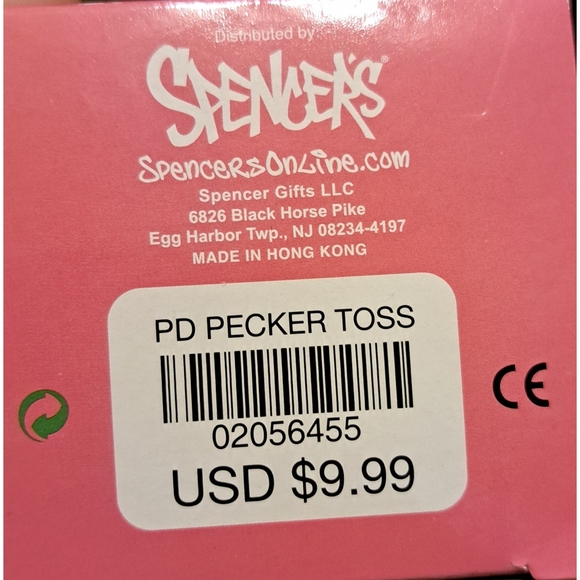 Distributed by
SPENCER'S®
SpencersOnline.com
Spencer Gifts LLC
6826 Black Horse Pike
Egg Harbor Twp., NJ 08234-4197
MADE IN HONG KONG
PD PECKER TOSS
02056455
USD $9.99
CE